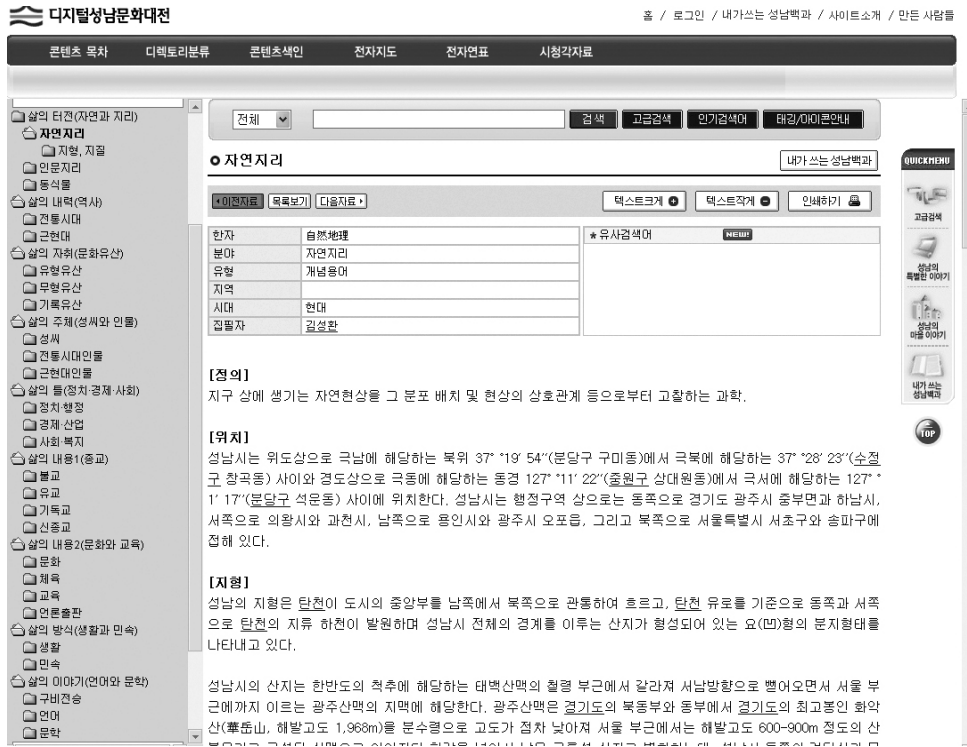 디지털성남문화대전
홈 / 로그인 / 내가쓰는 성남백과 / 사이트소개 / 만든 사람들
콘텐츠 목차 디렉토리분류 콘텐츠색인 전자지도 전자연표 시청각자료
삶의 터전(자연과 지리)
자연지리
지형, 지질
인문지리
동식물
삶의 내력(역사)
전통시대
근현대
삶의 자취(문화유산)
유형유산
무형유산
기록유산
삶의 주체(성씨와 인물)
성씨
전통시대인물
근현대인물
삶의 틀(정치·경제·사회)
정치·행정
경제·산업
사회·복지
삶의 내용1(종교)
불교
유교
기독교
신종교
삶의 내용2(문화와 교육)
문화
체육
교육
언론출판
삶의 방식(생활과 민속)
생활
민속
삶의 이야기(언어와 문학)
구비전승
언어
문학
전체 검색 고급검색 인기검색어 태깅/아이콘안내
자연지리 내가 쓰는 성남백과
이전자료 목록보기 다음자료 텍스트크게 텍스트작게 인쇄하기
한자 自然地理
분야 자연지리
유형 개념용어
지역
시대 현대
집필자 김성환
* 유사검색어 NEW!
[정의]
지구 상에 생기는 자연현상을 그 분포 배치 및 현상의 상호관계 등으로부터 고찰하는 과학.
[위치]
성남시는 위도상으로 극남에 해당하는 북위 37° °19′ 54″(분당구 구미동)에서 극북에 해당하는 37° °28′ 23″(수정
구 창곡동) 사이와 경도상으로 극동에 해당하는 동경 127° °11′ 22″(중원구 상대원동)에서 극서에 해당하는 127° °
1′ 17″(분당구 석운동) 사이에 위치한다. 성남시는 행정구역 상으로는 동쪽으로 경기도 광주시 중부면과 하남시,
서쪽으로 의왕시와 과천시, 남쪽으로 용인시와 광주시 오포읍, 그리고 북쪽으로 서울특별시 서초구와 송파구에
접해 있다.
[지형]
성남의 지형은 탄천이 도시의 중앙부를 남쪽에서 북쪽으로 관통하여 흐르고, 탄천 유로를 기준으로 동쪽과 서쪽
으로 탄천의 지류 하천이 발원하며 성남시 전체의 경계를 이루는 산지가 형성되어 있는 요(凹)형의 분지형태를
나타내고 있다.
성남시의 산지는 한반도의 척추에 해당하는 태백산맥의 철령 부근에서 갈라져 서남방향으로 뻗어오면서 서울 부
근에까지 이르는 광주산맥의 지맥에 해당한다. 광주산맥은 경기도의 북동부와 동부에서 경기도의 최고봉인 화악
산(華岳山, 해발고도 1,968m)을 분수령으로 고도가 점차 낮아져 서울 부근에서는 해발고도 600-900m 정도의 산
QUICKMENU
고급검색
성남의
특별한 이야기
성남의
마을 이야기
내가 쓰는
성남백과
TOP